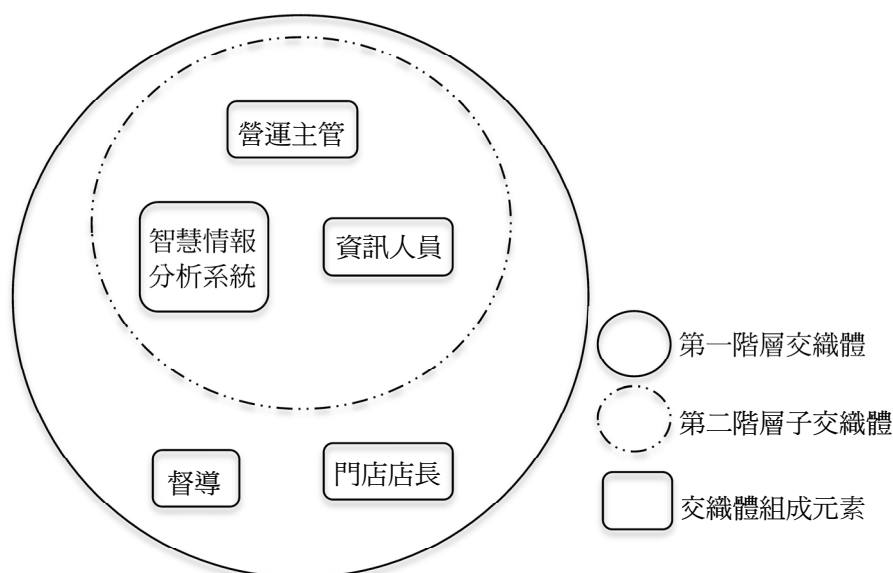 營運主管
智慧情報
分析系統
資訊人員
督導
門店店長
第一階層交織體
第二階層子交織體
交織體組成元素